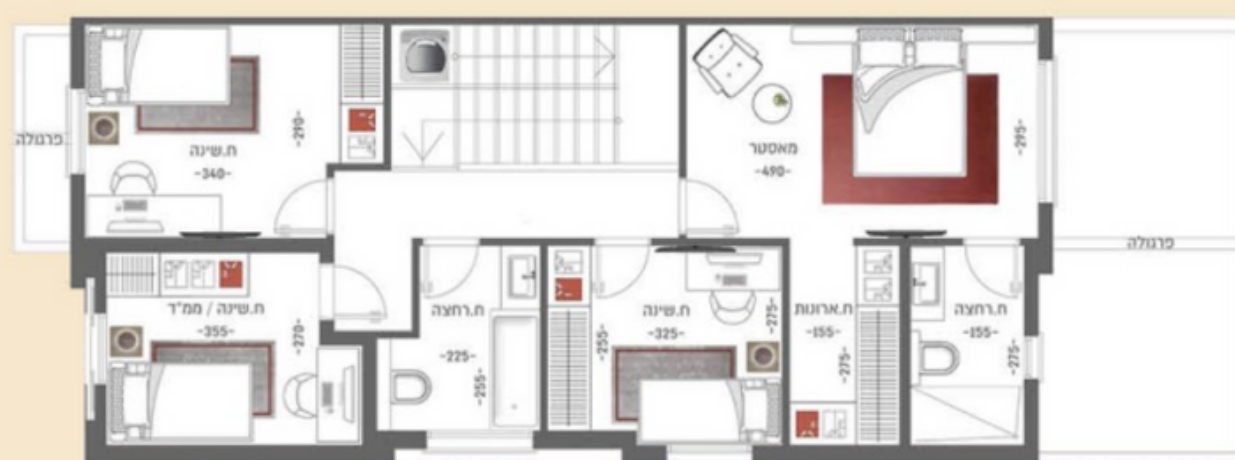 פרגולה
ח.שינה
-340-
-290-
מאסטר
-490-
-295-
פרגולה
ח.שינה / ממ"ד
-355-
-270-
ח.רחצה
-225-
-255-
ח.שינה
-325-
-255-
-275-
ח.ארונות
-155-
-275-
ח.רחצה
-155-
-275-